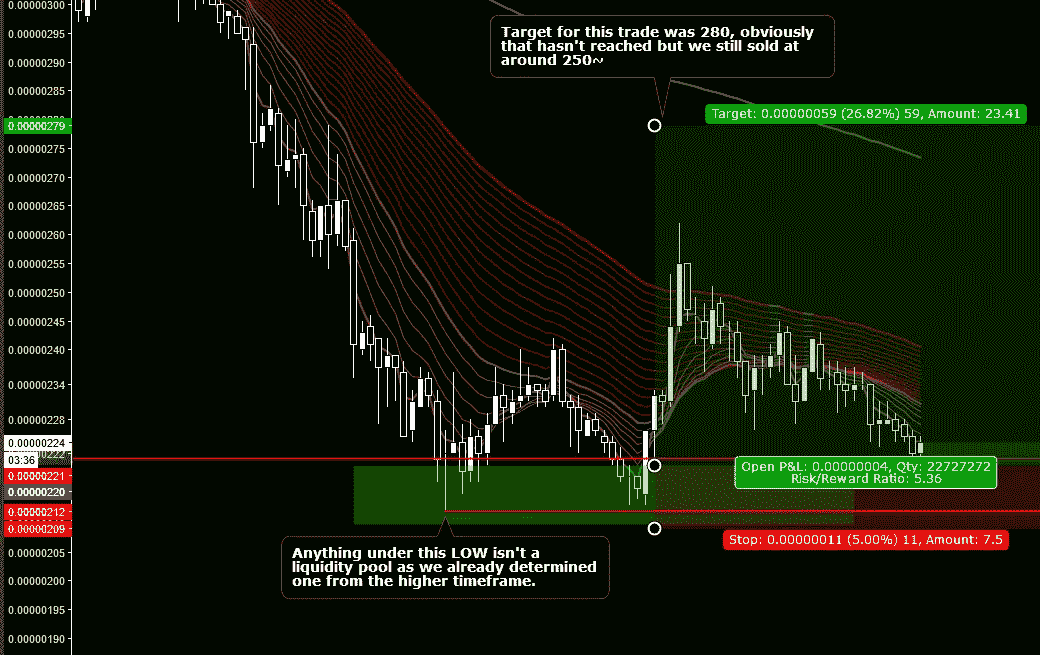 0.00000300
Target for this trade was 280, obviously
that hasn't reached but we still sold at
around 250~
0.00000295
0.00000290
0.00000285
Target: 0.00000059 (26.82%) 59, Amount: 23.41
0.00000279
0.00000275
0.00000270
0.00000265
0.00000260
0.00000255
0.00000250
0.00000245
0.00000240
0.00000234
0.00000228
0.00000224
03:36
0.00000221
Open P&L: 0.00000004, Qty: 22727272
Risk/Reward Ratio: 5.36
0.00000220
0.00000212
0.00000209
Stop: 0.00000011 (5.00%) 11, Amount: 7.5
Anything under this LOW isn't a
liquidity pool as we already determined
one from the higher timeframe.
0.00000205
0.00000200
0.00000195
0.00000190